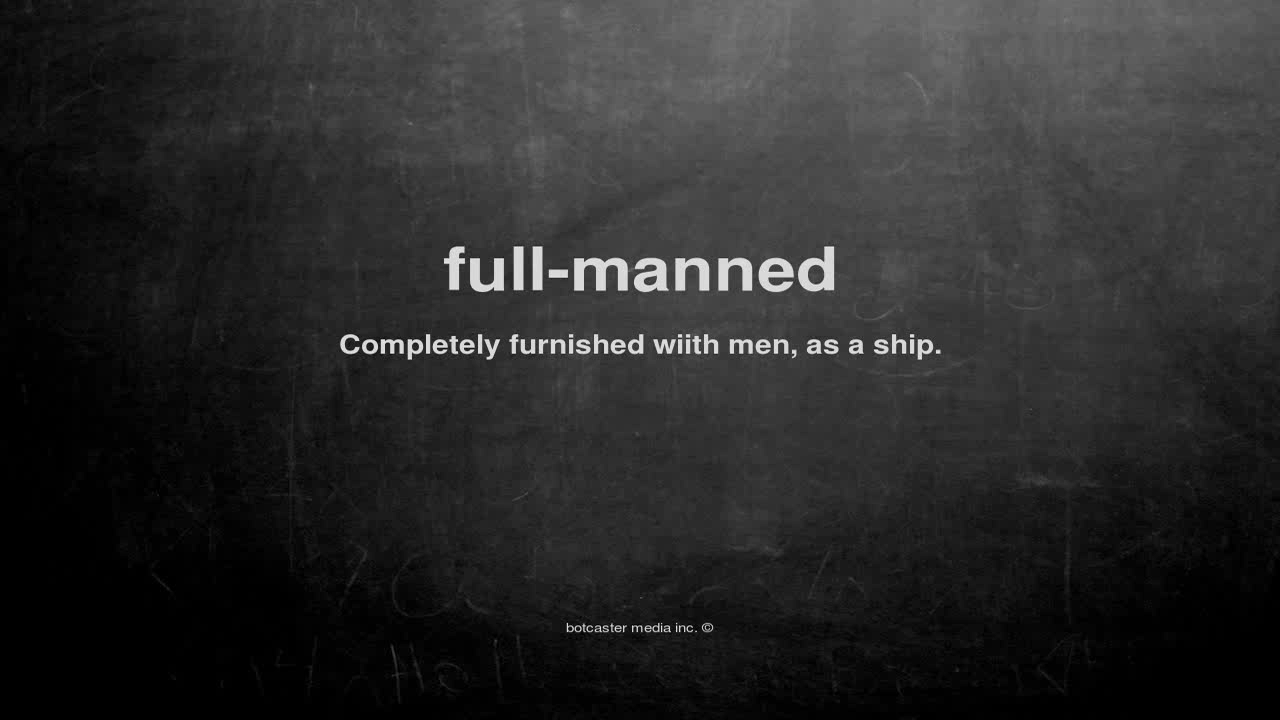 full-manned
Completely furnished wiith men, as a ship.
botcaster media inc. ©